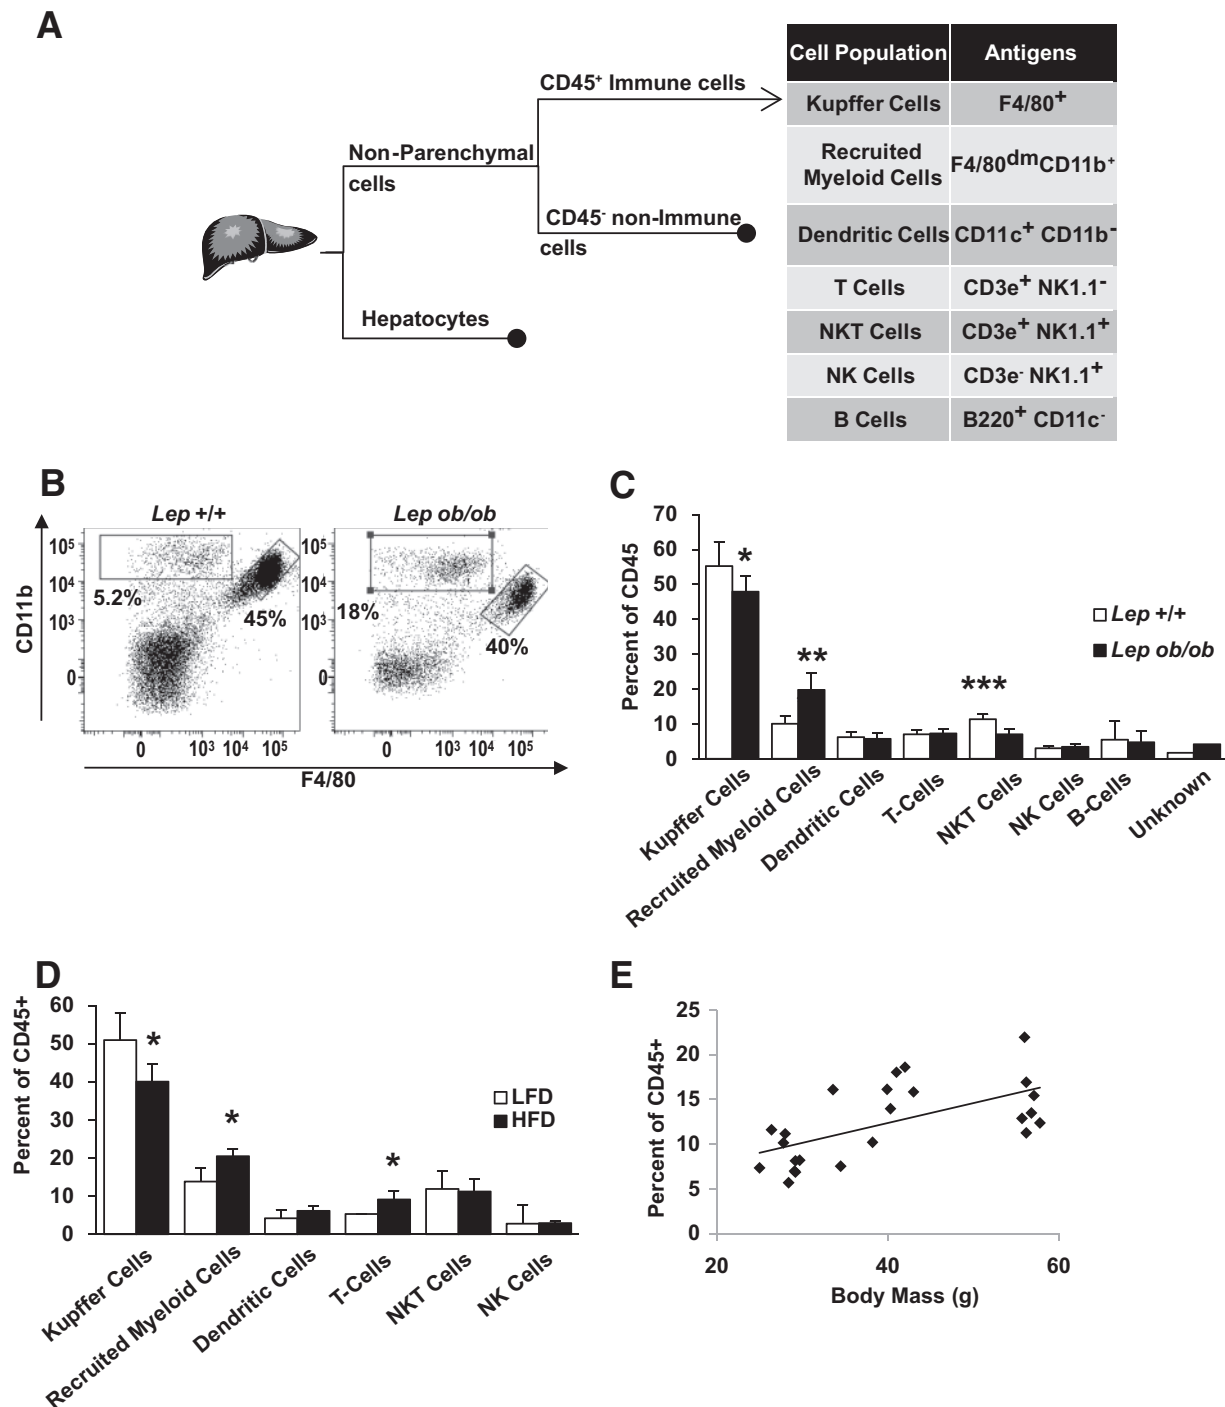 A
CD45+ Immune cells
Non-Parenchymal
cells
CD45- non-Immune
cells
Hepatocytes
Cell Population Antigens
Kupffer Cells F4/80+
Recruited
Myeloid Cells F4/80dmCD11b+
Dendritic Cells CD11c+ CD11b-
T Cells CD3e+ NK1.1-
NKT Cells CD3e+ NK1.1+
NK Cells CD3e- NK1.1+
B Cells B220+ CD11c-
B
Lep +/+ Lep ob/ob
CD11b
10⁵
10⁴
10³
0
5.2%
45%
0 10³ 10⁴ 10⁵
10⁵
10⁴
10³
0
18%
40%
0 10³ 10⁴ 10⁵
F4/80
C
Percent of CD45
70
60
50
40
30
20
10
0
*
**
***
Lep +/+
Lep ob/ob
Kupffer Cells
Recruited Myeloid Cells
Dendritic Cells
T-Cells
NKT Cells
NK Cells
B-Cells
Unknown
D
Percent of CD45+
60
50
40
30
20
10
0
*
*
*
LFD
HFD
Kupffer Cells
Recruited Myeloid Cells
Dendritic Cells
T-Cells
NKT Cells
NK Cells
E
Percent of CD45+
25
20
15
10
5
0
20 40 60
Body Mass (g)